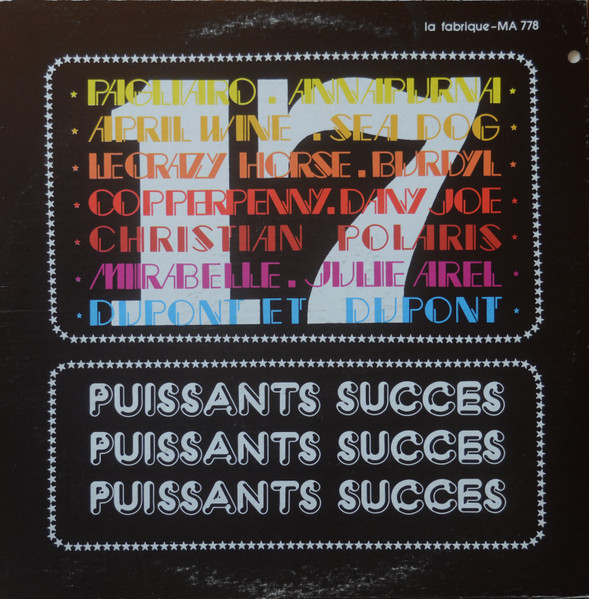 la fabrique-MA 778
17
PAGLIARO . ANNAPURNA
APRIL WINE . SEA DOG
LE CRAZY HORSE . BURDYL
COPPERPENNY . DANY JOE
CHRISTIAN POLARIS
MIRABELLE . JULIE AREL
DUPONT ET DUPONT
PUISSANTS SUCCES
PUISSANTS SUCCES
PUISSANTS SUCCES